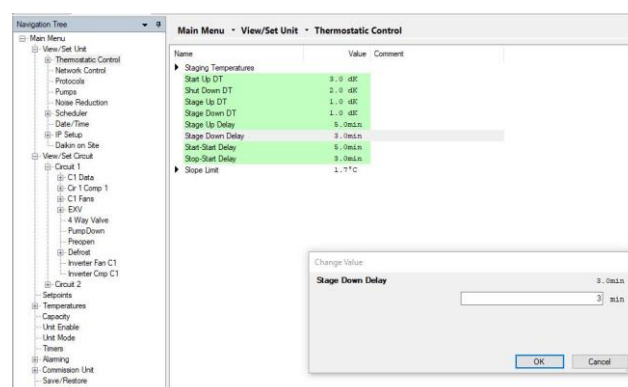 Navigation Tree
Main Menu
View/Set Unit
Thermostatic Control
Network Control
Protocols
Pumps
Noise Reduction
Scheduler
Date/Time
IP Setup
Daikin on Site
View/Set Circuit
Circuit 1
C1 Data
Cir 1 Comp 1
C1 Fans
EXV
4 Way Valve
PumpDown
Preopen
Defrost
Inverter Fan C1
Inverter Cmp C1
Circuit 2
Setpoints
Temperatures
Capacity
Unit Enable
Unit Mode
Timers
Alarming
Commission Unit
Save/Restore
Main Menu · View/Set Unit · Thermostatic Control
Name Value Comment
Staging Temperatures
Start Up DT 3.0 dK
Shut Down DT 2.0 dK
Stage Up DT 1.0 dK
Stage Down DT 1.0 dK
Stage Up Delay 5.0min
Stage Down Delay 3.0min
Start-Start Delay 5.0min
Stop-Start Delay 3.0min
Slope Limit 1.7°C
Change Value
Stage Down Delay 3.0min
3 min
OK Cancel